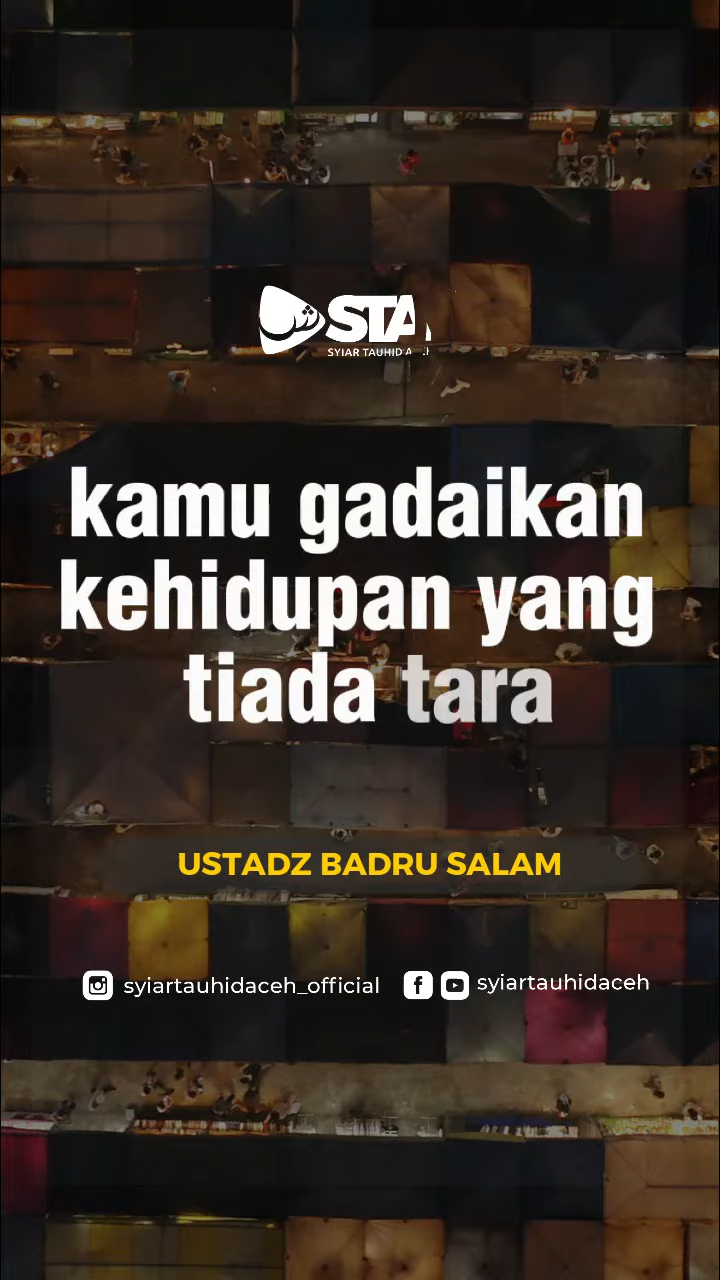 ش STA
SYIAR TAUHID A
kamu gadaikan
kehidupan yang
tiada tara
USTADZ BADRU SALAM
syiartauhidaceh_official
syiartauhidaceh